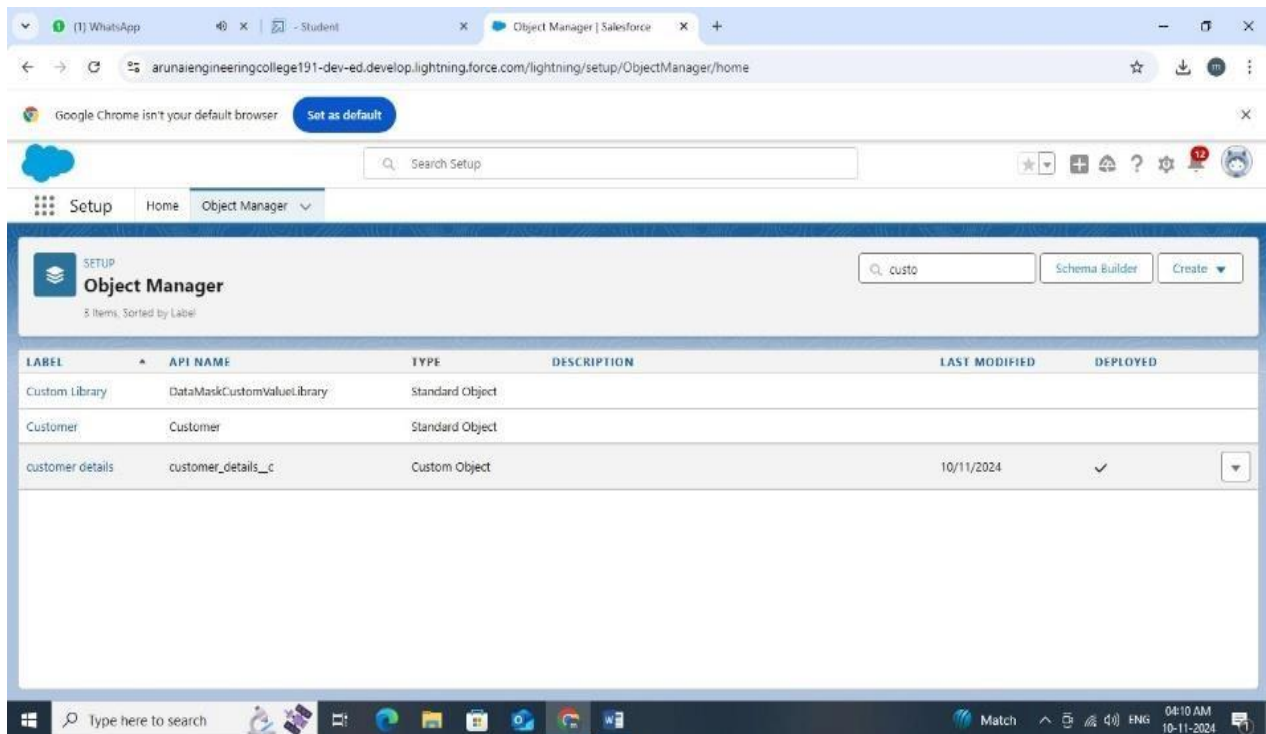 (1) WhatsApp
- Student
Object Manager | Salesforce
arunaiengineeringcollege191-dev-ed.develop.lightning.force.com/lightning/setup/ObjectManager/home
m
Google Chrome isn't your default browser
Set as default
Search Setup
12
Setup
Home
Object Manager
SETUP
Object Manager
3 Items, Sorted by Label
custo
Schema Builder
Create
LABEL API NAME TYPE DESCRIPTION LAST MODIFIED DEPLOYED
Custom Library DataMaskCustomValueLibrary Standard Object
Customer Customer Standard Object
customer details customer_details__c Custom Object 10/11/2024
Type here to search
Match
ENG
04:10 AM
10-11-2024